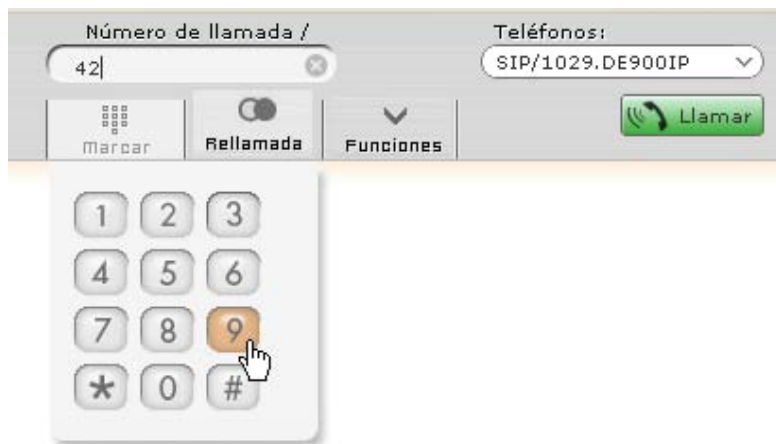 Número de llamada /
Teléfonos:
42
SIP/1029.DE900IP
Llamar
Marcar
Rellamada
Funciones
1 2 3
4 5 6
7 8 9
* 0 #